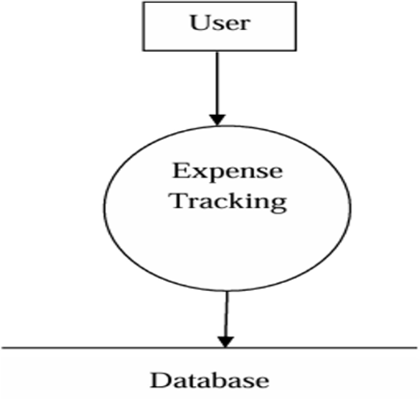 User
Expense
Tracking
Database